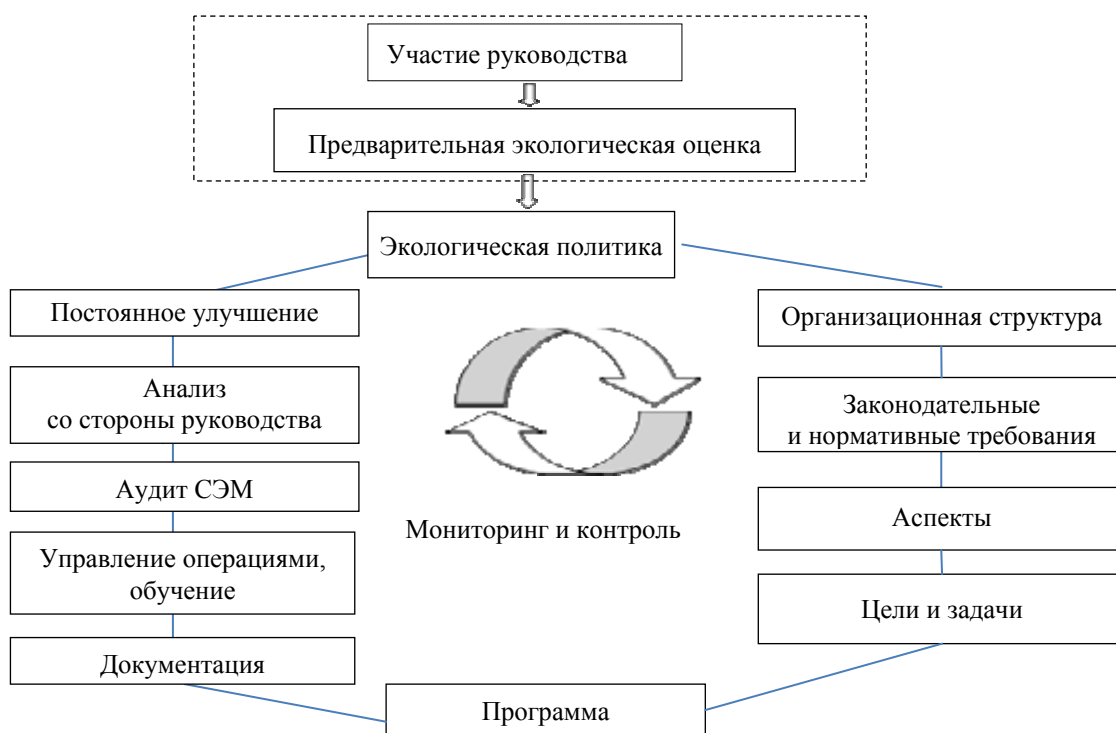 Участие руководства
Предварительная экологическая оценка
Экологическая политика
Постоянное улучшение
Анализ
со стороны руководства
Аудит СЭМ
Управление операциями,
обучение
Документация
Мониторинг и контроль
Организационная структура
Законодательные
и нормативные требования
Аспекты
Цели и задачи
Программа